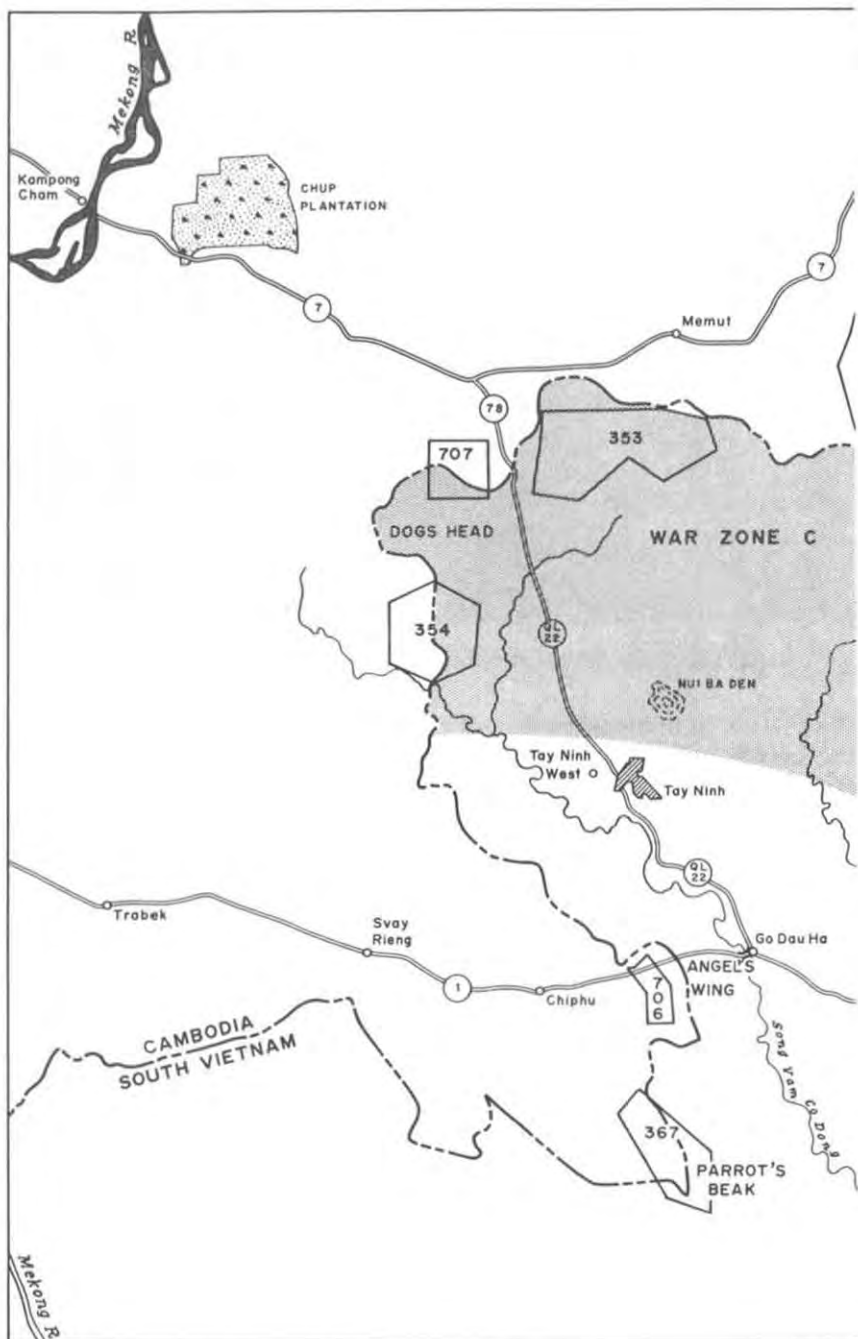 Mekong R
Kampong
Cham
CHUP
PLANTATION
7
7
Memut
78
353
707
DOGS HEAD
WAR ZONE C
354
QL
22
NUI BA DEN
Tay Ninh
West
Tay Ninh
QL
22
Trabek
Svay
Rieng
Go Dau Ha
ANGEL'S
WING
1
Chiphu
706
CAMBODIA
SOUTH VIETNAM
Song Vam Co Dong
367
PARROT'S
BEAK
Mekong R